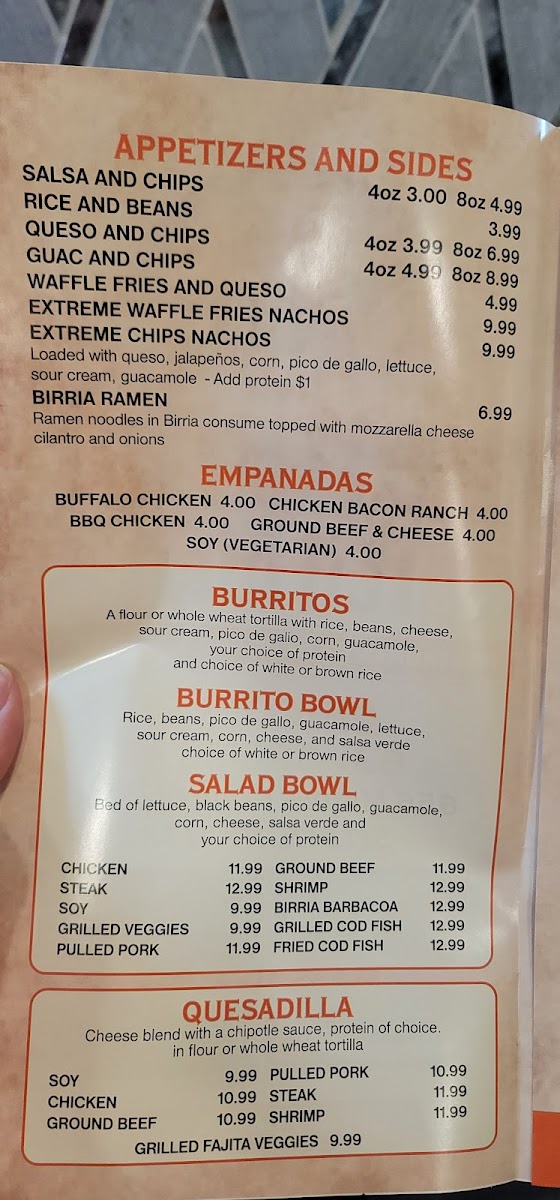 APPETIZERS AND SIDES
SALSA AND CHIPS 4oz 3.00 8oz 4.99
RICE AND BEANS 3.99
QUESO AND CHIPS 4oz 3.99 8oz 6.99
GUAC AND CHIPS 4oz 4.99 8oz 8.99
WAFFLE FRIES AND QUESO 4.99
EXTREME WAFFLE FRIES NACHOS 9.99
EXTREME CHIPS NACHOS 9.99
Loaded with queso, jalapeños, corn, pico de gallo, lettuce,
sour cream, guacamole - Add protein $1
BIRRIA RAMEN 6.99
Ramen noodles in Birria consume topped with mozzarella cheese
cilantro and onions
EMPANADAS
BUFFALO CHICKEN 4.00 CHICKEN BACON RANCH 4.00
BBQ CHICKEN 4.00 GROUND BEEF & CHEESE 4.00
SOY (VEGETARIAN) 4.00
BURRITOS
A flour or whole wheat tortilla with rice, beans, cheese,
sour cream, pico de galio, corn, guacamole,
your choice of protein
and choice of white or brown rice
BURRITO BOWL
Rice, beans, pico de gallo, guacamole, lettuce,
sour cream, corn, cheese, and salsa verde
choice of white or brown rice
SALAD BOWL
Bed of lettuce, black beans, pico de gallo, guacamole,
corn, cheese, salsa verde and
your choice of protein
CHICKEN 11.99 GROUND BEEF 11.99
STEAK 12.99 SHRIMP 12.99
SOY 9.99 BIRRIA BARBACOA 12.99
GRILLED VEGGIES 9.99 GRILLED COD FISH 12.99
PULLED PORK 11.99 FRIED COD FISH 12.99
QUESADILLA
Cheese blend with a chipotle sauce, protein of choice.
in flour or whole wheat tortilla
SOY 9.99 PULLED PORK 10.99
CHICKEN 10.99 STEAK 11.99
GROUND BEEF 10.99 SHRIMP 11.99
GRILLED FAJITA VEGGIES 9.99